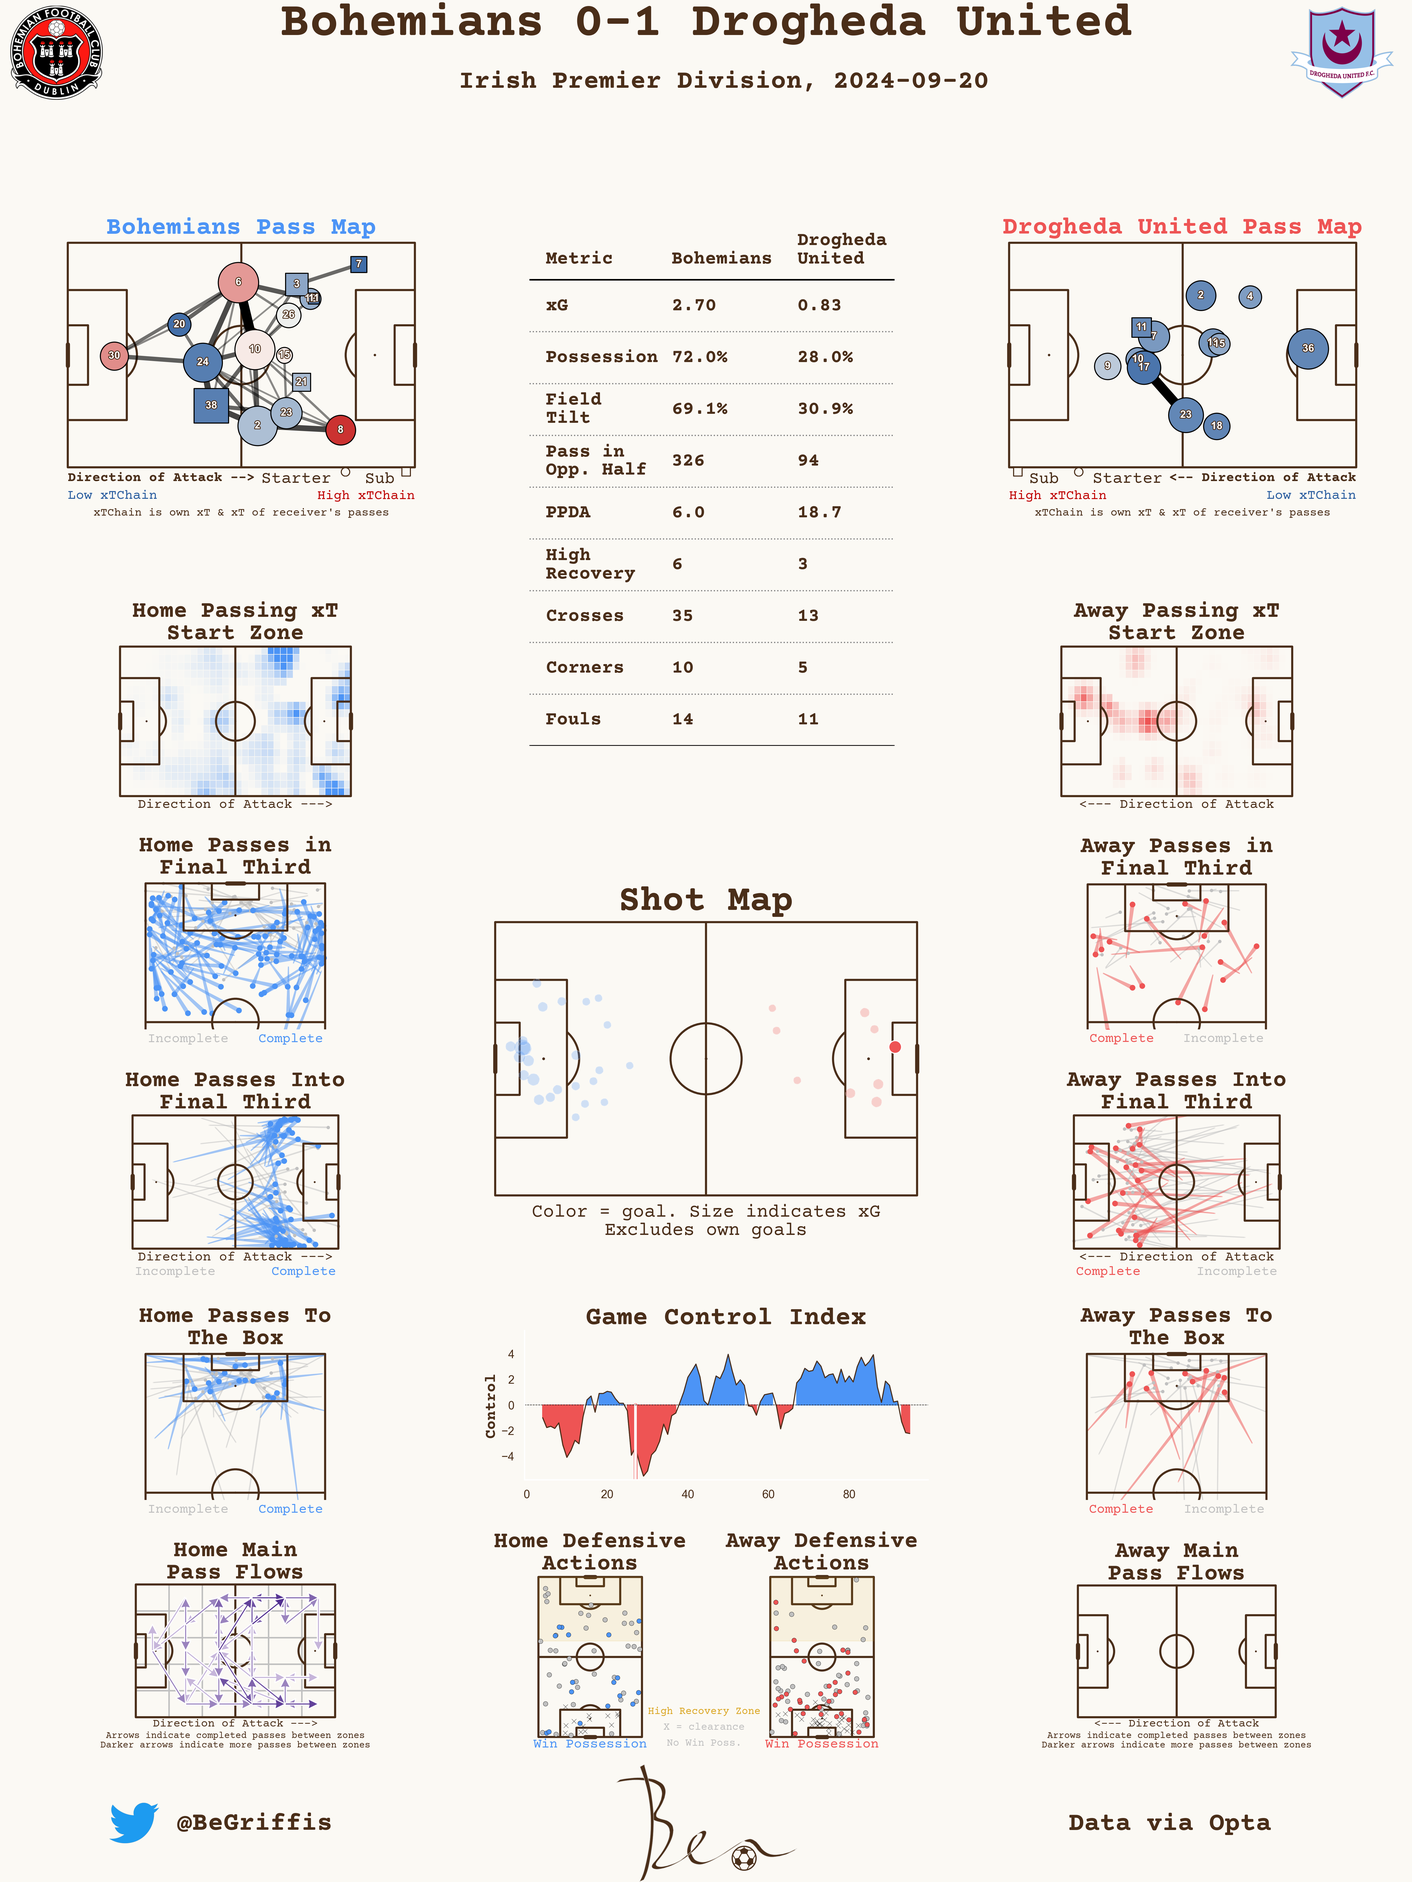 Bohemians 0-1 Drogheda United
Irish Premier Division, 2024-09-20
BOHEMIAN FOOTBALL CLUB
DUBLIN
DROGHEDA UNITED F.C.
Bohemians Pass Map
6
7
3
11
26
20
30
24
10
15
21
38
23
2
8
Direction of Attack --> Starter Sub
Low xTChain High xTChain
xTChain is own xT & xT of receiver's passes
Metric Bohemians Drogheda United
xG 2.70 0.83
Possession 72.0% 28.0%
Field Tilt 69.1% 30.9%
Pass in Opp. Half 326 94
PPDA 6.0 18.7
High Recovery 6 3
Crosses 35 13
Corners 10 5
Fouls 14 11
Drogheda United Pass Map
2
4
11
7
15
36
9
10
17
23
18
Sub Starter <-- Direction of Attack
High xTChain Low xTChain
xTChain is own xT & xT of receiver's passes
Home Passing xT
Start Zone
Direction of Attack --->
Away Passing xT
Start Zone
<--- Direction of Attack
Home Passes in
Final Third
Incomplete Complete
Away Passes in
Final Third
Complete Incomplete
Shot Map
Color = goal. Size indicates xG
Excludes own goals
Home Passes Into
Final Third
Direction of Attack --->
Incomplete Complete
Away Passes Into
Final Third
<--- Direction of Attack
Complete Incomplete
Home Passes To
The Box
Incomplete Complete
Game Control Index
Control
4
2
0
−2
−4
0 20 40 60 80
Away Passes To
The Box
Complete Incomplete
Home Main
Pass Flows
Direction of Attack --->
Arrows indicate completed passes between zones
Darker arrows indicate more passes between zones
Home Defensive
Actions
Win Possession
High Recovery Zone
X = clearance
No Win Poss.
Away Defensive
Actions
Win Possession
Away Main
Pass Flows
<--- Direction of Attack
Arrows indicate completed passes between zones
Darker arrows indicate more passes between zones
@BeGriffis
Ben
Data via Opta